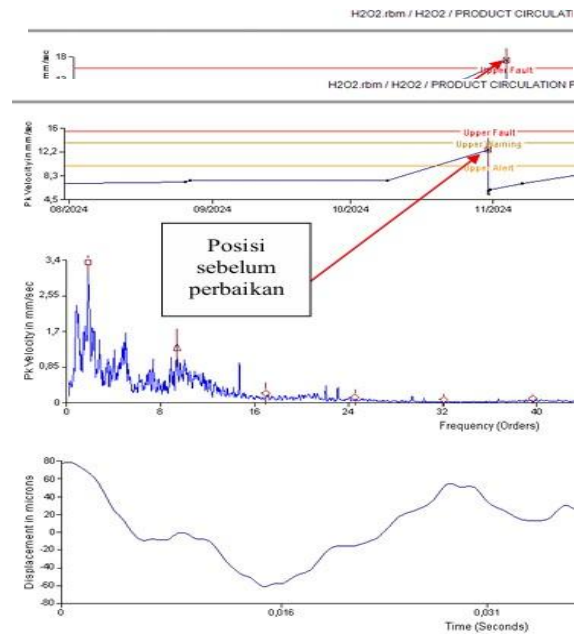 H2O2.rbm / H2O2 / PRODUCT CIRCULATI
mm/sec
18
Upper Fault
H2O2.rbm / H2O2 / PRODUCT CIRCULATION F
Pk Velocity in mm/sec
16
12,2
8,3
4,5
Upper Fault
Upper Warning
Upper Alert
08/2024 09/2024 10/2024 11/2024
Posisi
sebelum
perbaikan
Pk Velocity in mm/sec
3,4
2,55
1,7
0,85
0
0 8 16 24 32 40
Frequency (Orders)
Displacement in microns
80
60
40
20
0
-20
-40
-60
-80
0 0,016 0,031
Time (Seconds)